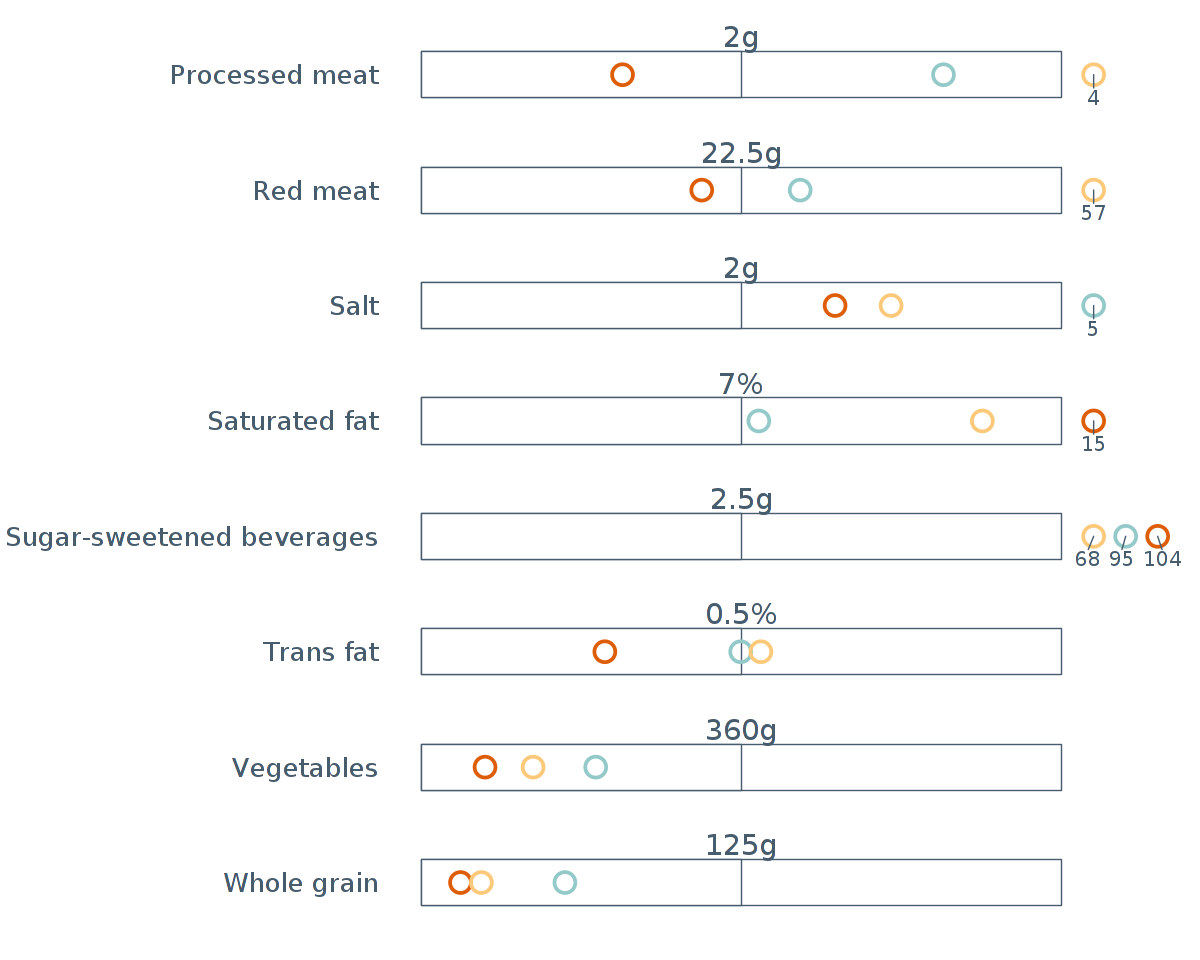 2g
Processed meat
4
22.5g
Red meat
57
2g
Salt
5
7%
Saturated fat
15
2.5g
Sugar-sweetened beverages
68 95 104
0.5%
Trans fat
360g
Vegetables
125g
Whole grain